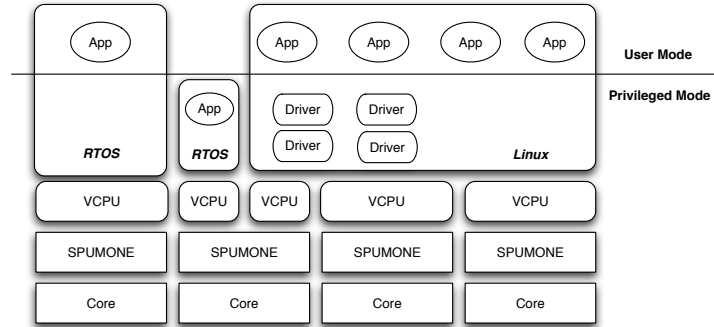 App
App
App
App
App
User Mode
Privileged Mode
App
Driver
Driver
Driver
Driver
RTOS
RTOS
Linux
VCPU
VCPU
VCPU
VCPU
VCPU
SPUMONE
SPUMONE
SPUMONE
SPUMONE
Core
Core
Core
Core